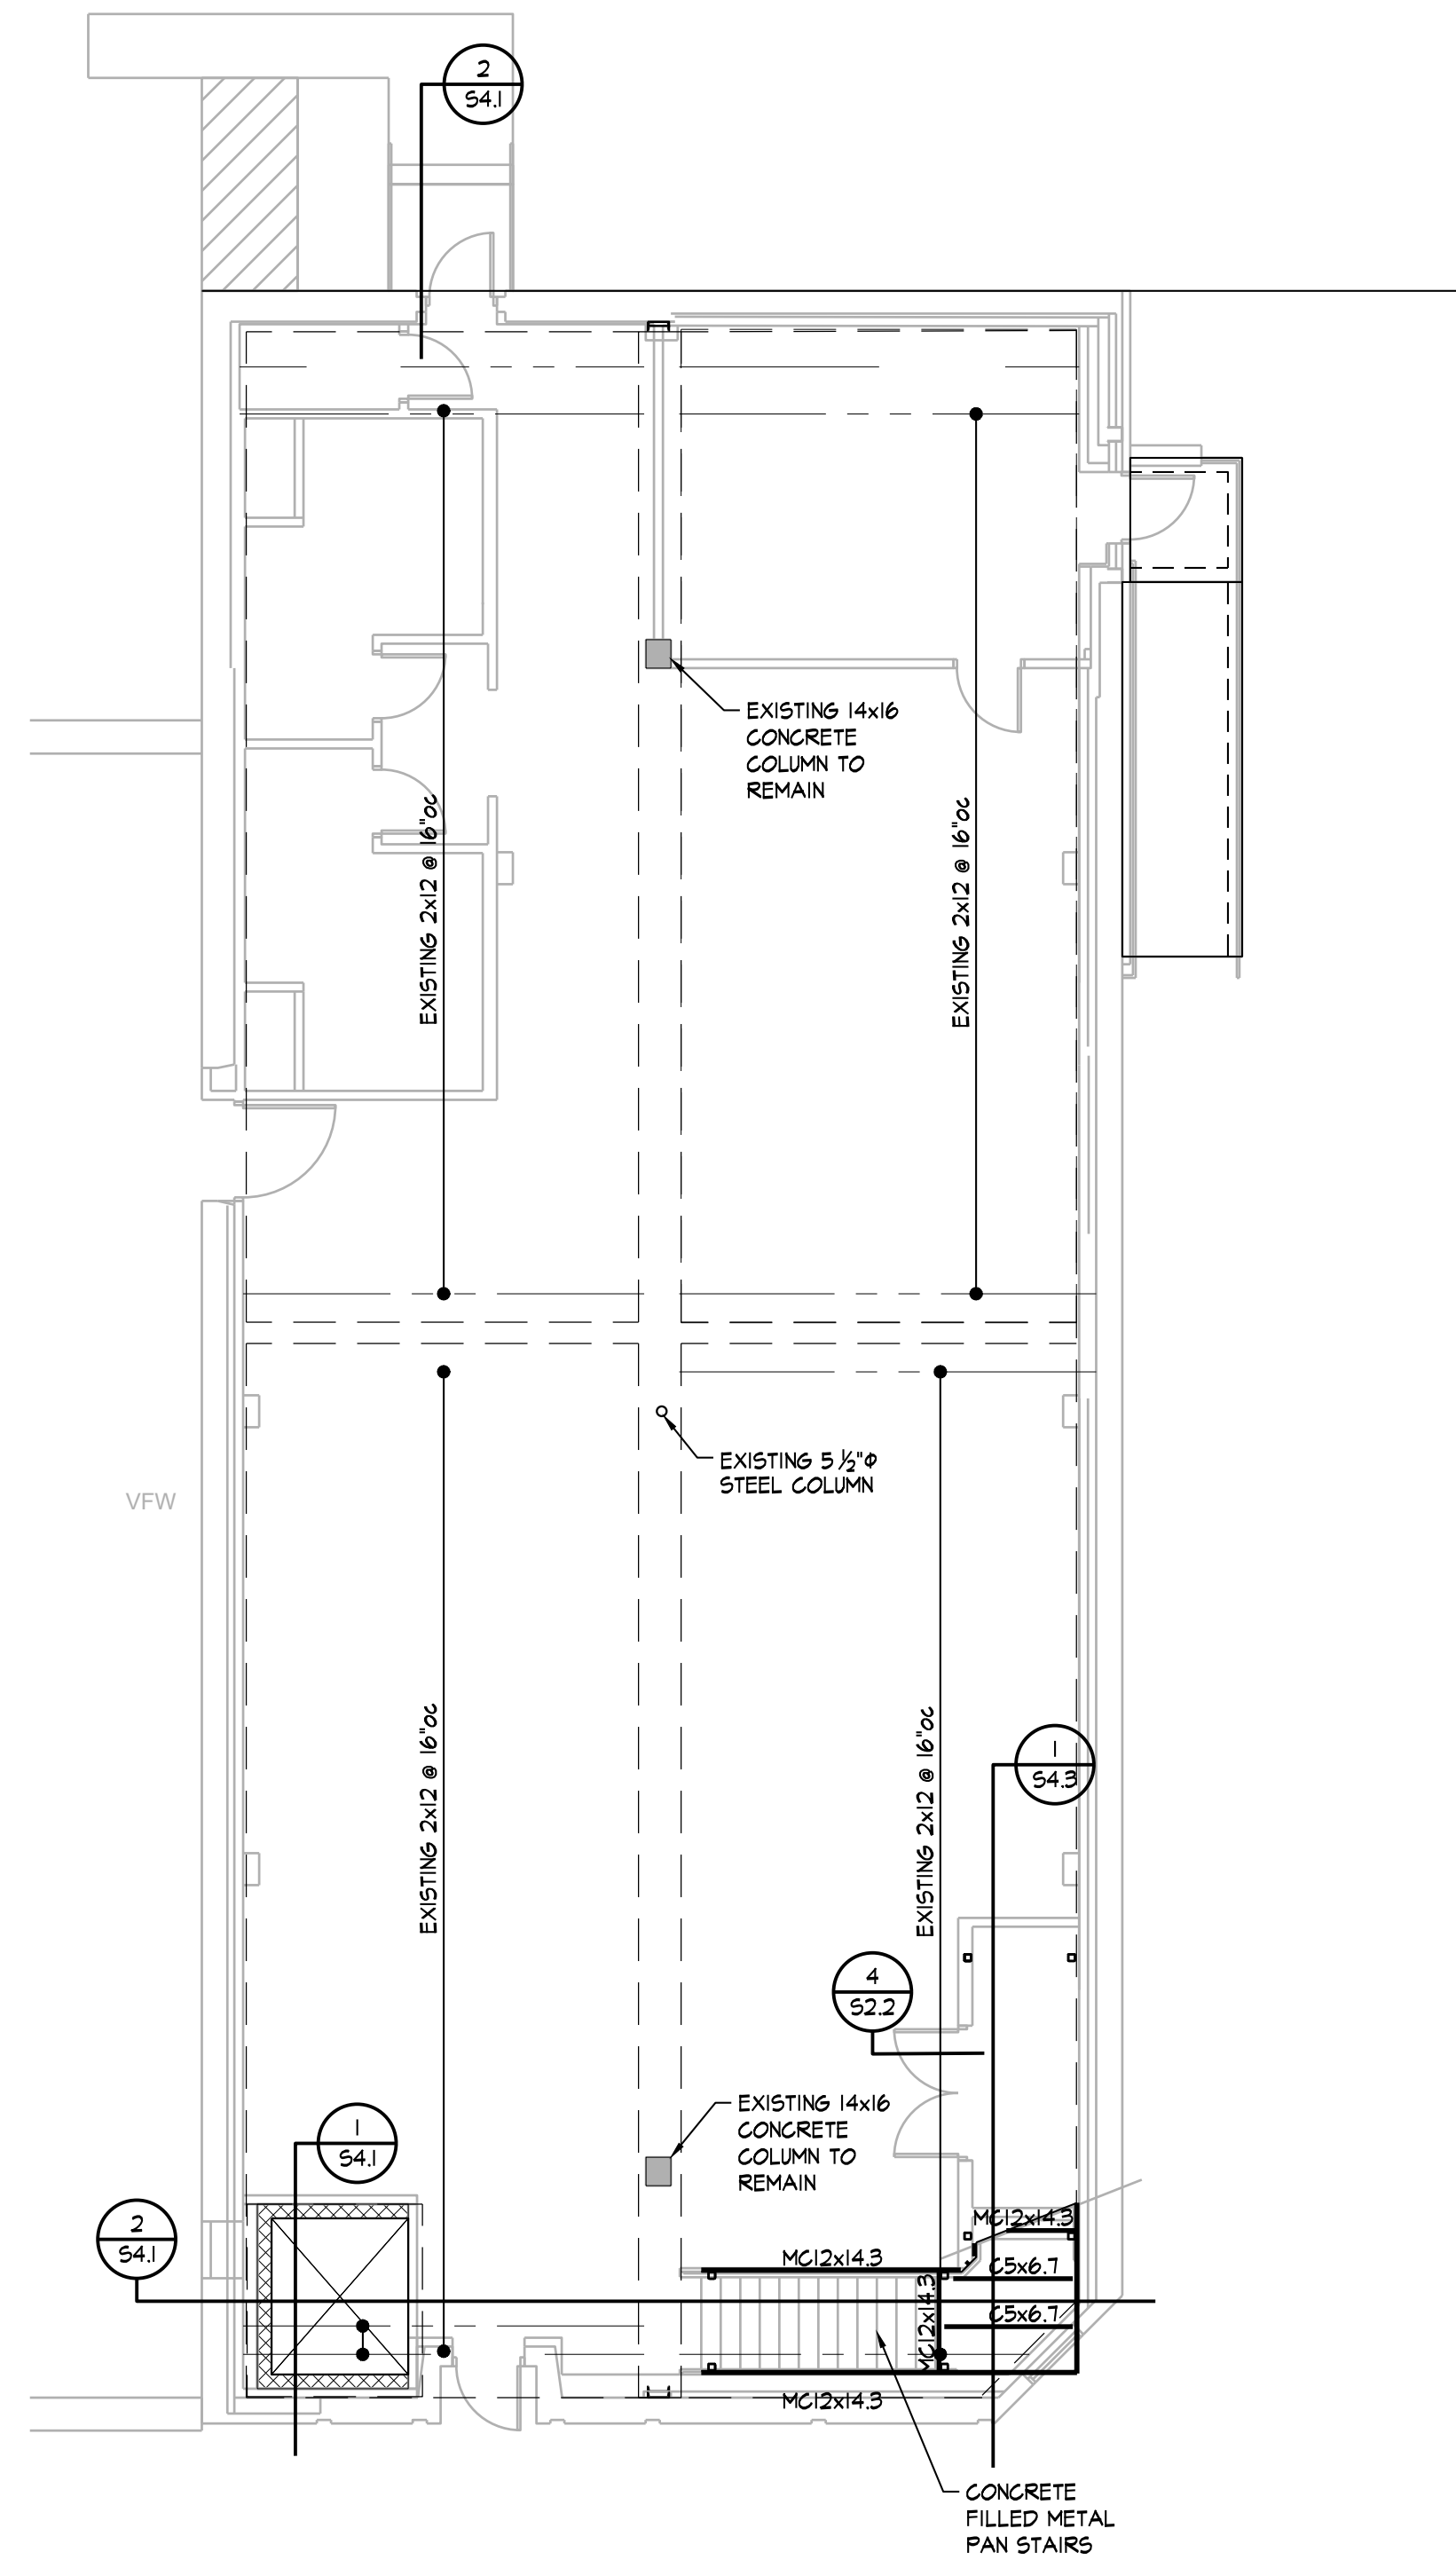 2
S4.1
EXISTING 14x16
CONCRETE
COLUMN TO
REMAIN
EXISTING 2x12 @ 16"OC
EXISTING 2x12 @ 16"OC
EXISTING 5 ½"Φ
STEEL COLUMN
VFW
EXISTING 2x12 @ 16"OC
EXISTING 2x12 @ 16"OC
1
S4.3
4
S2.2
EXISTING 14x16
CONCRETE
COLUMN TO
REMAIN
1
S4.1
2
S4.1
MC12x14.3
MC12x14.3
C5x6.7
MC12x14.3
C5x6.7
MC12x14.3
CONCRETE
FILLED METAL
PAN STAIRS